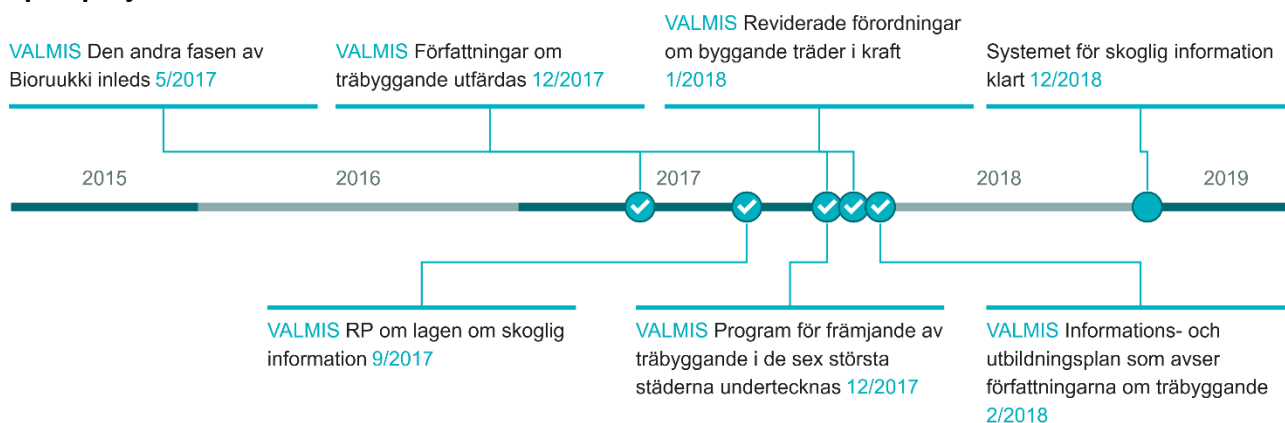 VALMIS Den andra fasen av
Bioruukki inleds 5/2017
VALMIS Författningar om
träbyggande utfärdas 12/2017
VALMIS Reviderade förordningar
om byggande träder i kraft
1/2018
Systemet för skoglig information
klart 12/2018
2015
2016
2017
2018
2019
VALMIS RP om lagen om skoglig
information 9/2017
VALMIS Program för främjande av
träbyggande i de sex största
städerna undertecknas 12/2017
VALMIS Informations- och
utbildningsplan som avser
författningarna om träbyggande
2/2018